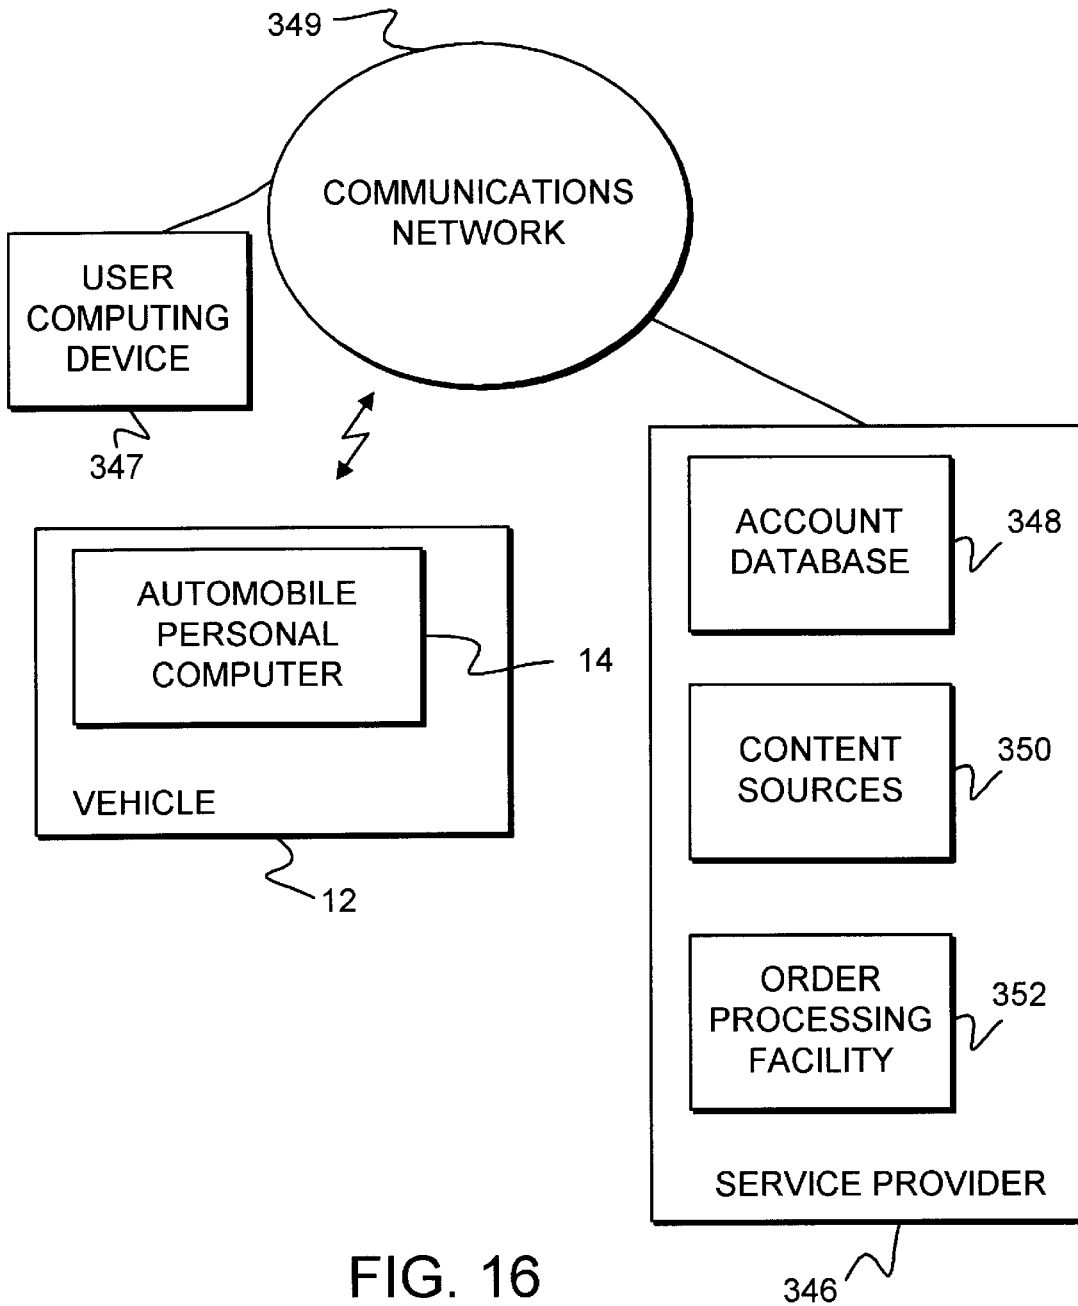 349
COMMUNICATIONS
NETWORK
USER
COMPUTING
DEVICE
347
AUTOMOBILE
PERSONAL
COMPUTER
14
VEHICLE
12
ACCOUNT
DATABASE
348
CONTENT
SOURCES
350
ORDER
PROCESSING
FACILITY
352
SERVICE PROVIDER
346
FIG. 16